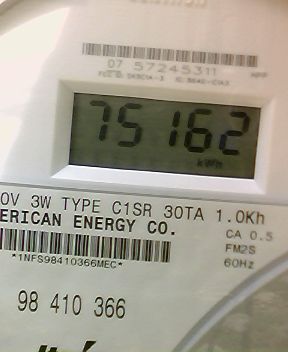 07 57245311
75162
kWh
0V 3W TYPE C1SR 30TA 1.0Kh
ERICAN ENERGY CO.
CA 0.5
FM2S
*1NFS98410366MEC*
60Hz
98 410 366